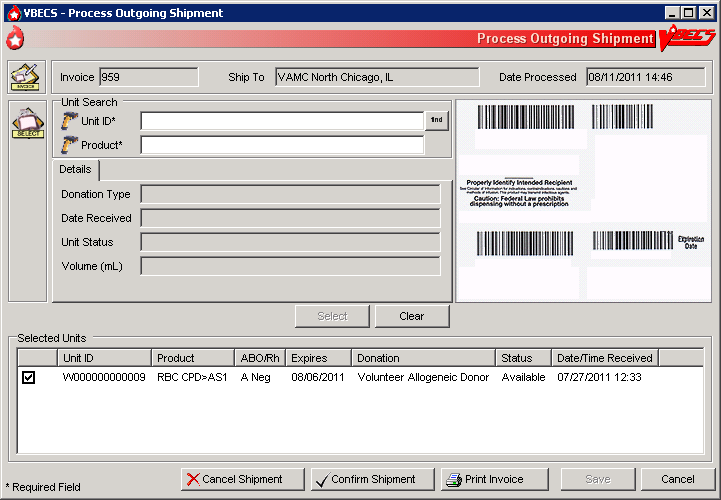 VBECS - Process Outgoing Shipment
Process Outgoing Shipment VBECS
INVOICE
Invoice 959 Ship To VAMC North Chicago, IL Date Processed 08/11/2011 14:46
SELECT
Unit Search
Unit ID*
Product*
Details
Donation Type
Date Received
Unit Status
Volume (mL)
Properly Identify Intended Recipient
See Circular of Information for indications, contraindications, cautions and
methods of infusion. This product may transmit infectious agents.
Caution: Federal Law prohibits
dispensing without a prescription
Expiration
Date
Select Clear
Selected Units
Unit ID Product ABO/Rh Expires Donation Status Date/Time Received
W000000000009 RBC CPD>AS1 A Neg 08/06/2011 Volunteer Allogeneic Donor Available 07/27/2011 12:33
* Required Field
Cancel Shipment Confirm Shipment Print Invoice Save Cancel